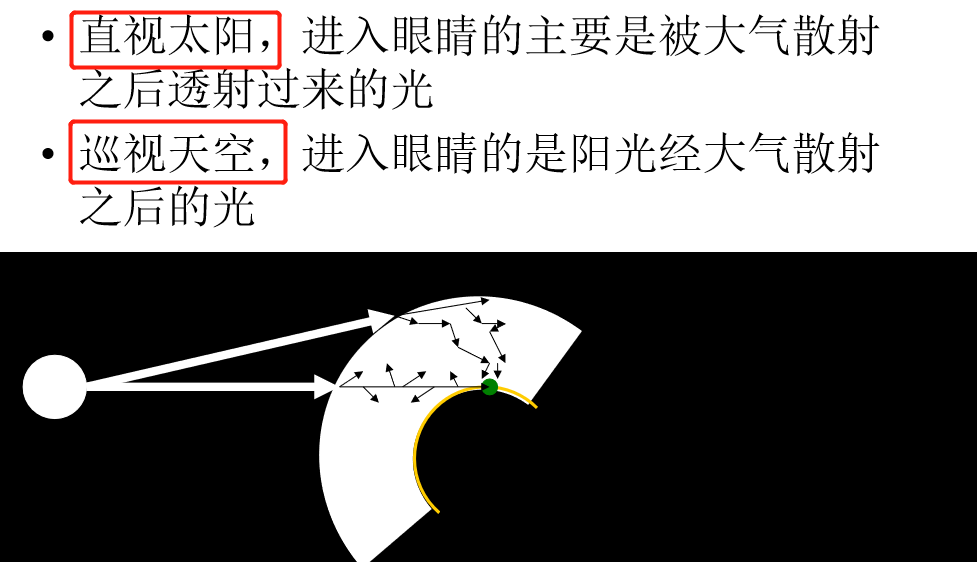 • 直视太阳，进入眼睛的主要是被大气散射
之后透射过来的光
• 巡视天空，进入眼睛的是阳光经大气散射
之后的光